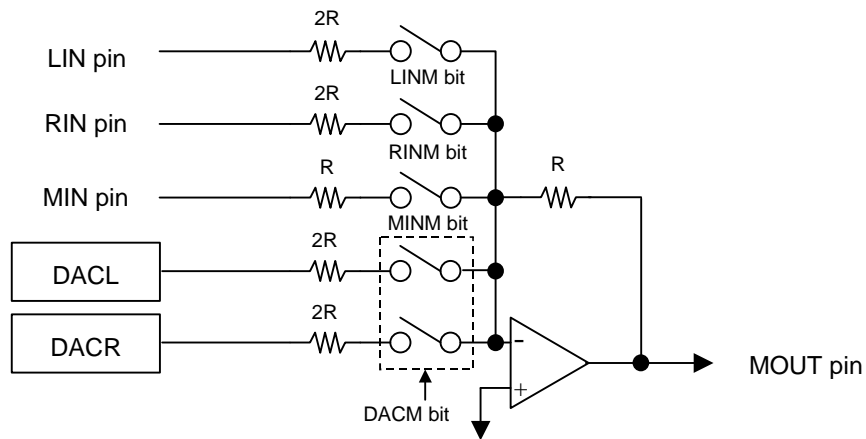 2R
LIN pin
LINM bit
2R
RIN pin
RINM bit
R
R
MIN pin
MINM bit
2R
DACL
2R
DACR
-
+
MOUT pin
DACM bit